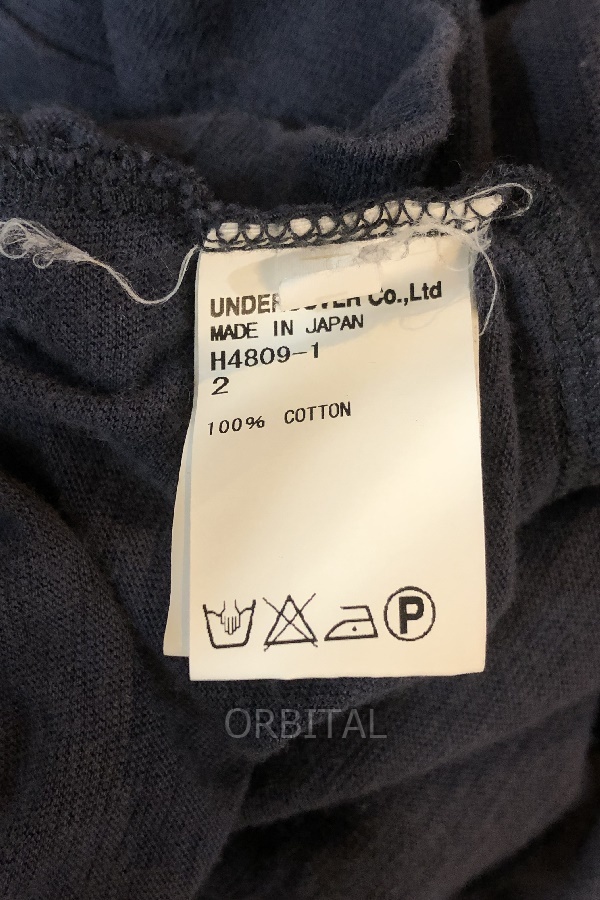 UNDERCOVER Co.,Ltd
MADE IN JAPAN
H4809-1
2
100% COTTON
P
ORBITAL